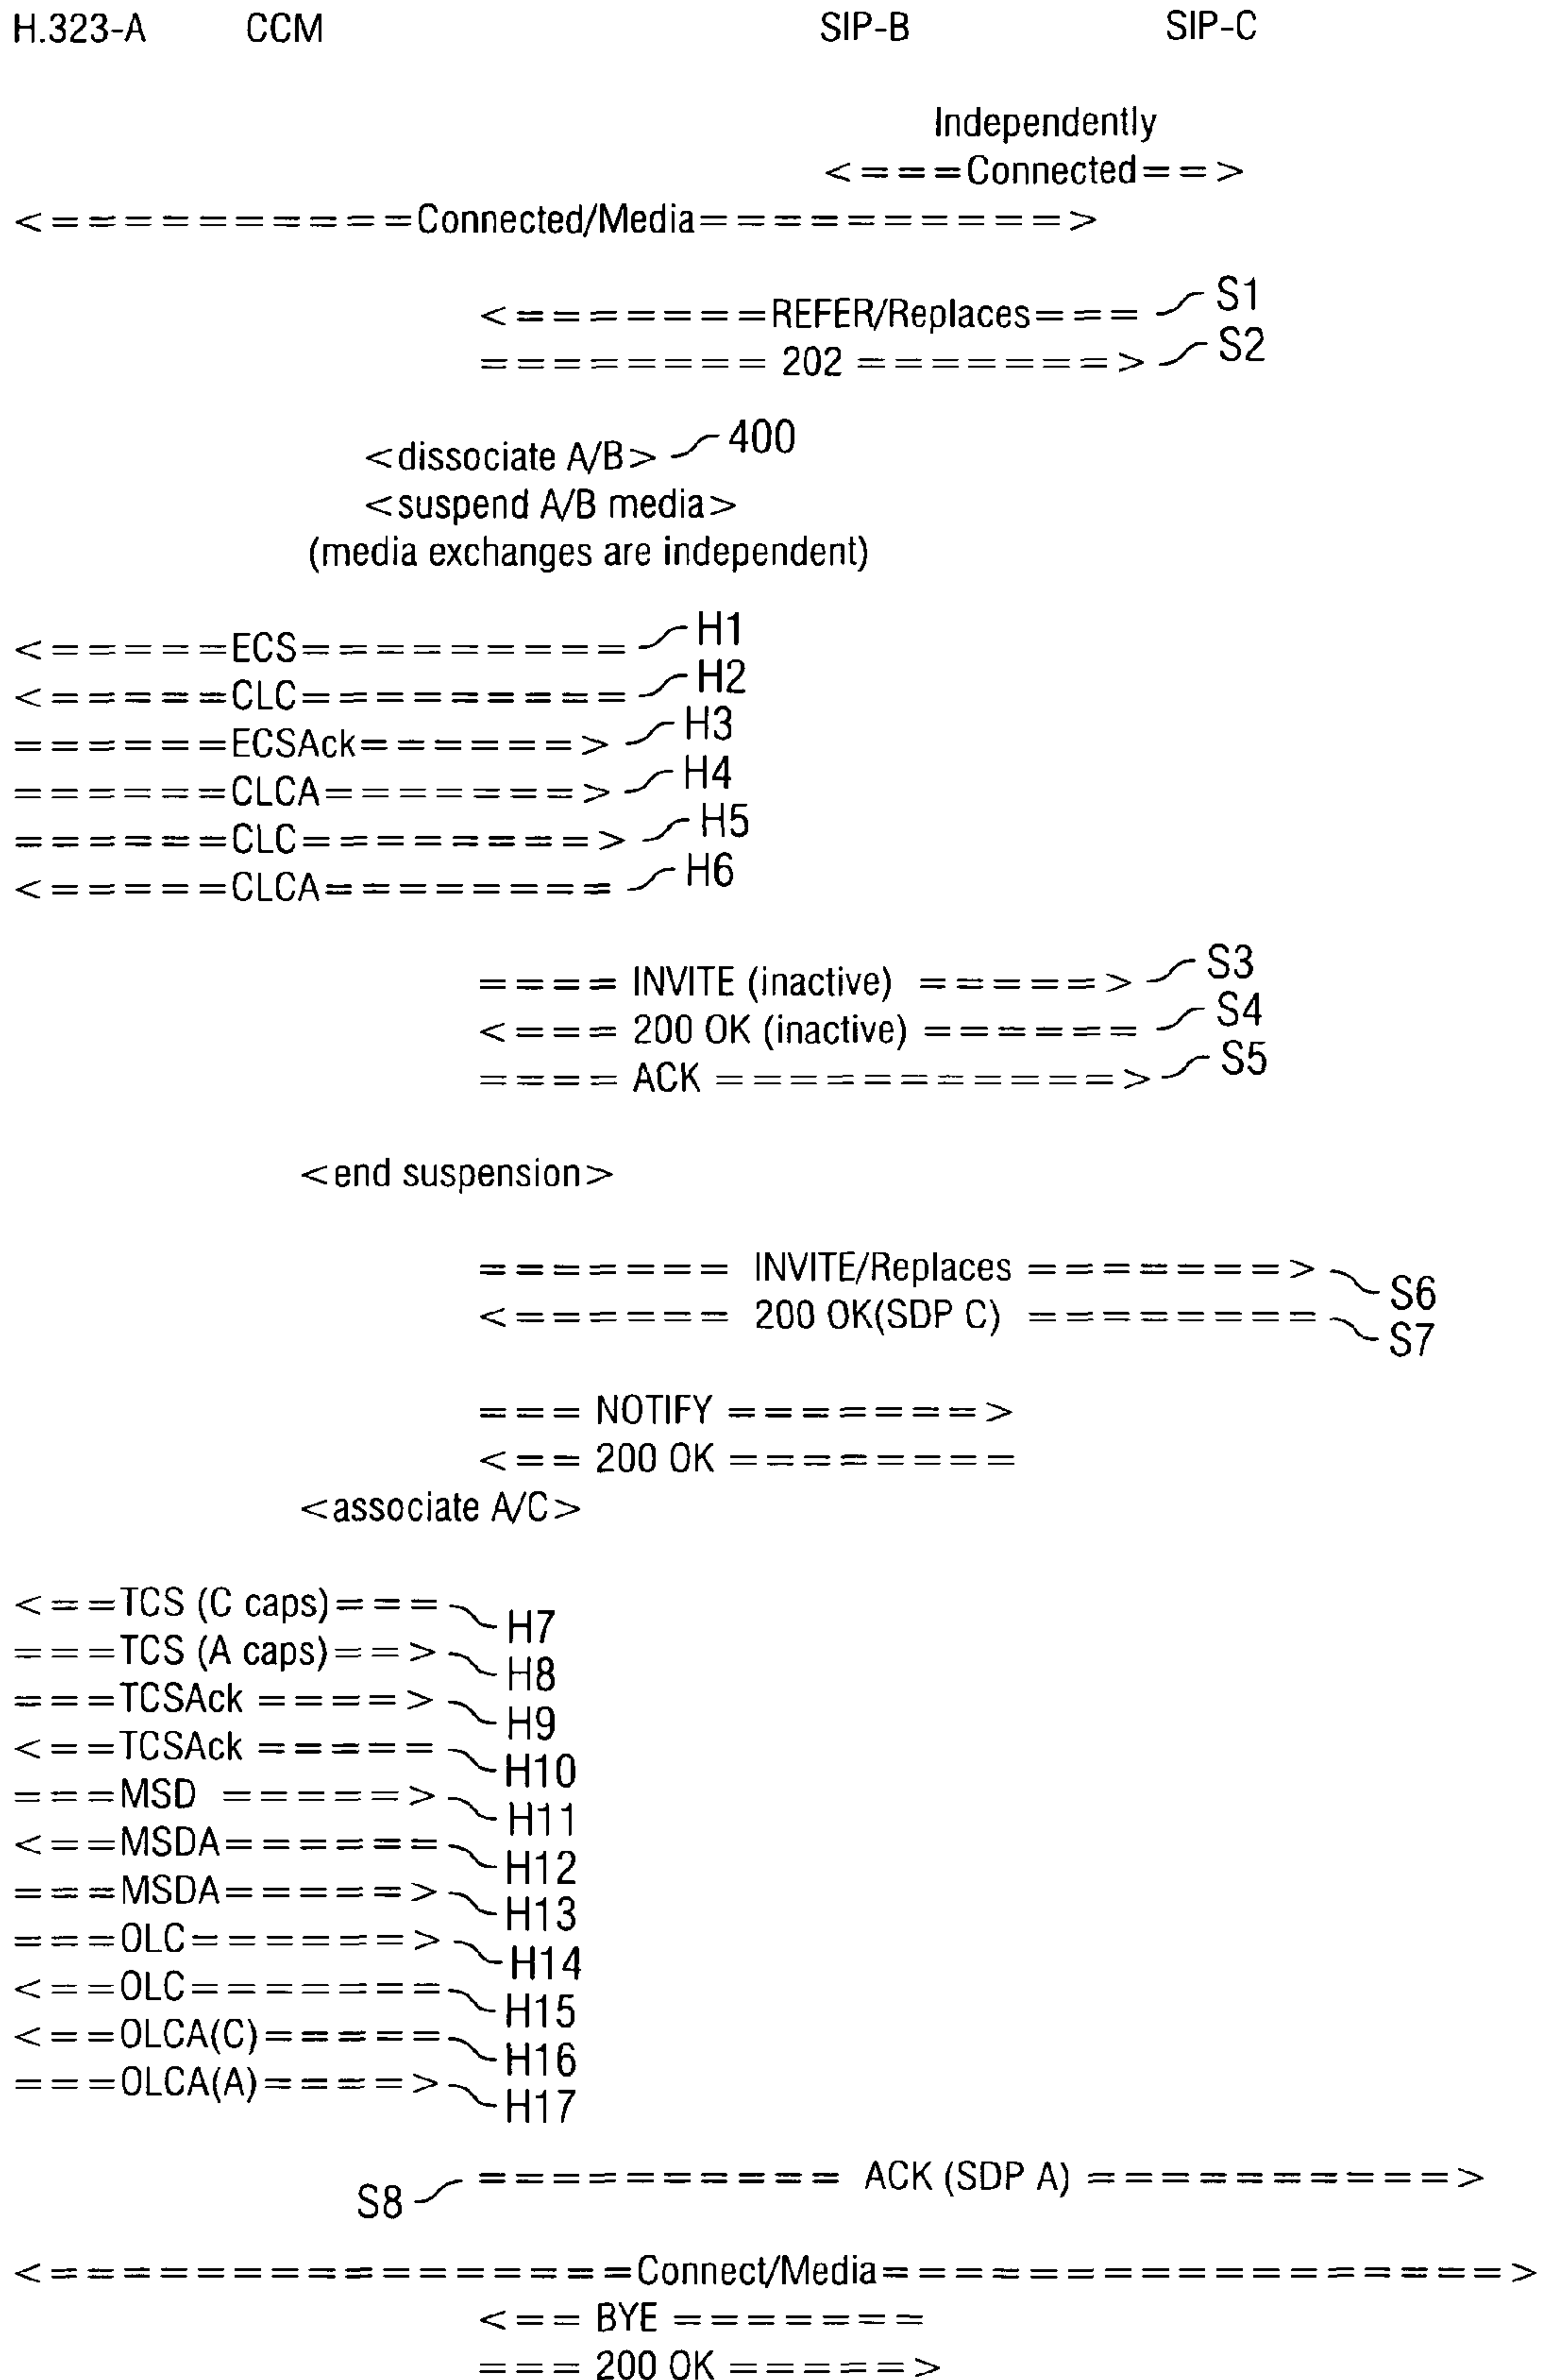 H.323-A CCM SIP-B SIP-C
Independently
<===Connected==>
<==========Connected/Media==========>
<=======REFER/Replaces=== S1
======== 202 =======> S2
<dissociate A/B> 400
<suspend A/B media>
(media exchanges are independent)
<=====ECS========= H1
<=====CLC========= H2
======ECSAck======> H3
======CLCA=======> H4
======CLC========> H5
<=====CLCA======== H6
==== INVITE (inactive) =====> S3
<=== 200 OK (inactive) ====== S4
==== ACK ===========> S5
<end suspension>
======= INVITE/Replaces =======> S6
<====== 200 OK(SDP C) ======== S7
=== NOTIFY =======>
<== 200 OK ========
<associate A/C>
<==TCS (C caps)=== H7
===TCS (A caps)==> H8
===TCSAck ====> H9
<==TCSAck ===== H10
===MSD =====> H11
<==MSDA====== H12
===MSDA=====> H13
===OLC======> H14
<==OLC======= H15
<==OLCA(C)===== H16
===OLCA(A)====> H17
S8 ========== ACK (SDP A) ==========>
<================Connect/Media=================>
<== BYE =======
=== 200 OK =====>